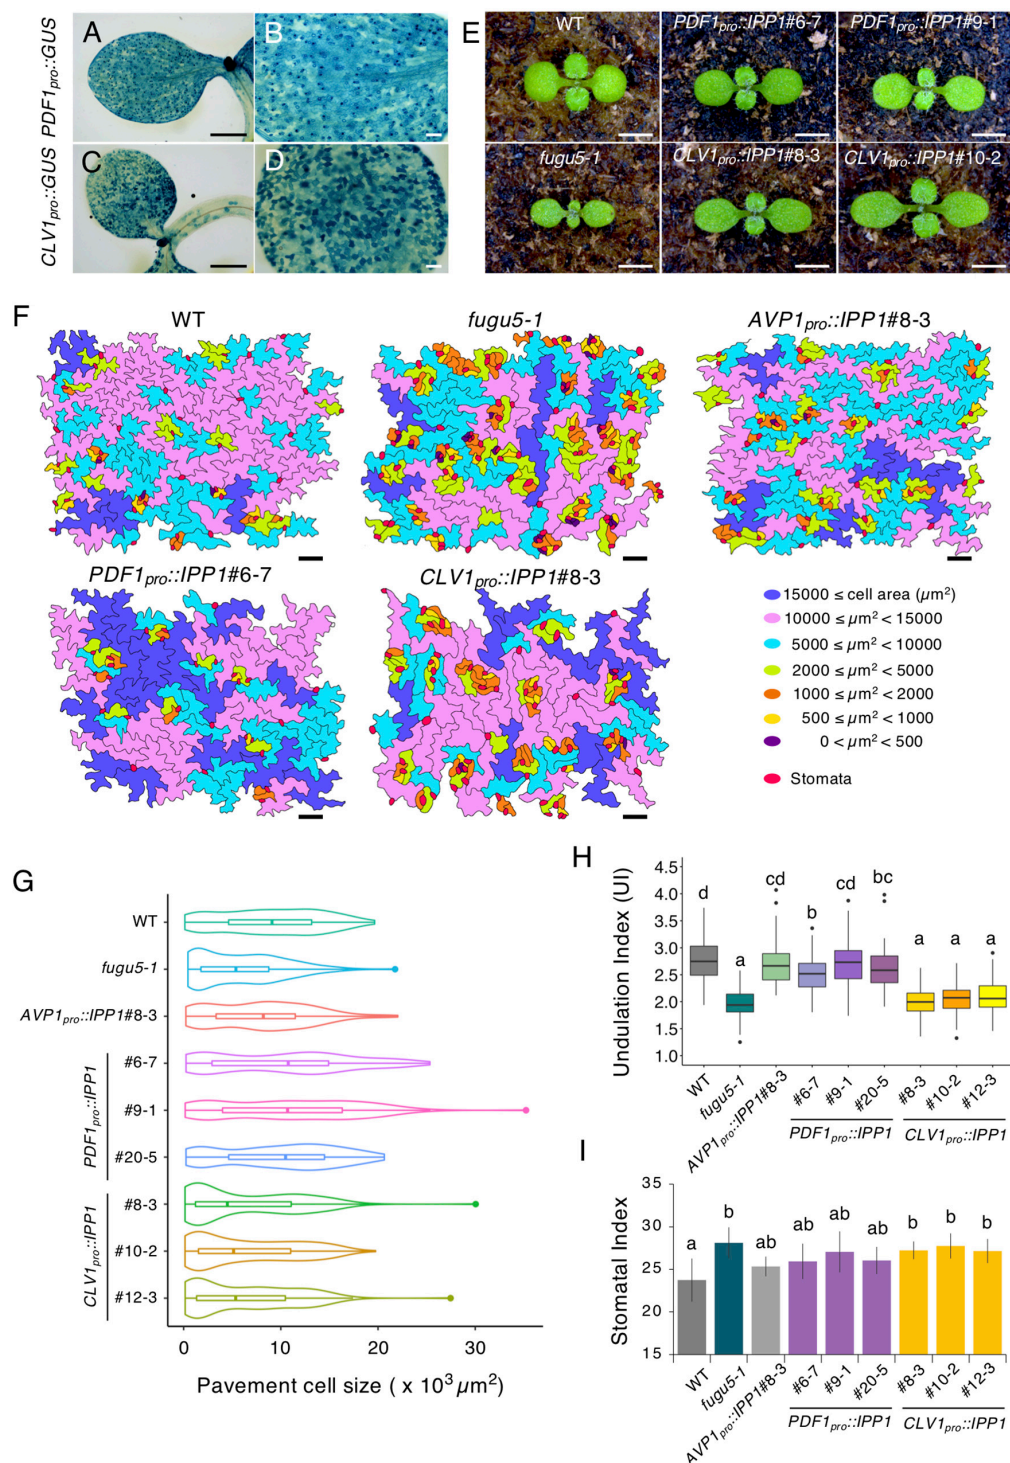 A
B
PDF1pro::GUS
C
D
CLV1pro::GUS
E
WT
PDF1pro::IPP1#6-7
PDF1pro::IPP1#9-1
fugu5-1
CLV1pro::IPP1#8-3
CLV1pro::IPP1#10-2
F
WT
fugu5-1
AVP1pro::IPP1#8-3
PDF1pro::IPP1#6-7
CLV1pro::IPP1#8-3
15000 ≤ cell area (µm²)
10000 ≤ µm² < 15000
5000 ≤ µm² < 10000
2000 ≤ µm² < 5000
1000 ≤ µm² < 2000
500 ≤ µm² < 1000
0 < µm² < 500
Stomata
G
WT
fugu5-1
AVP1pro::IPP1#8-3
#6-7
#9-1
#20-5
PDF1pro::IPP1
#8-3
#10-2
#12-3
CLV1pro::IPP1
0
10
20
30
Pavement cell size ( x 10³ µm²)
H
Undulation Index (UI)
4.5
4.0
3.5
3.0
2.5
2.0
1.5
1.0
d
a
cd
b
cd
bc
a
a
a
WT
fugu5-1
AVP1pro::IPP1#8-3
#6-7
#9-1
#20-5
#8-3
#10-2
#12-3
PDF1pro::IPP1
CLV1pro::IPP1
I
Stomatal Index
35
30
25
20
15
a
b
ab
ab
ab
ab
b
b
b
WT
fugu5-1
AVP1pro::IPP1#8-3
#6-7
#9-1
#20-5
#8-3
#10-2
#12-3
PDF1pro::IPP1
CLV1pro::IPP1